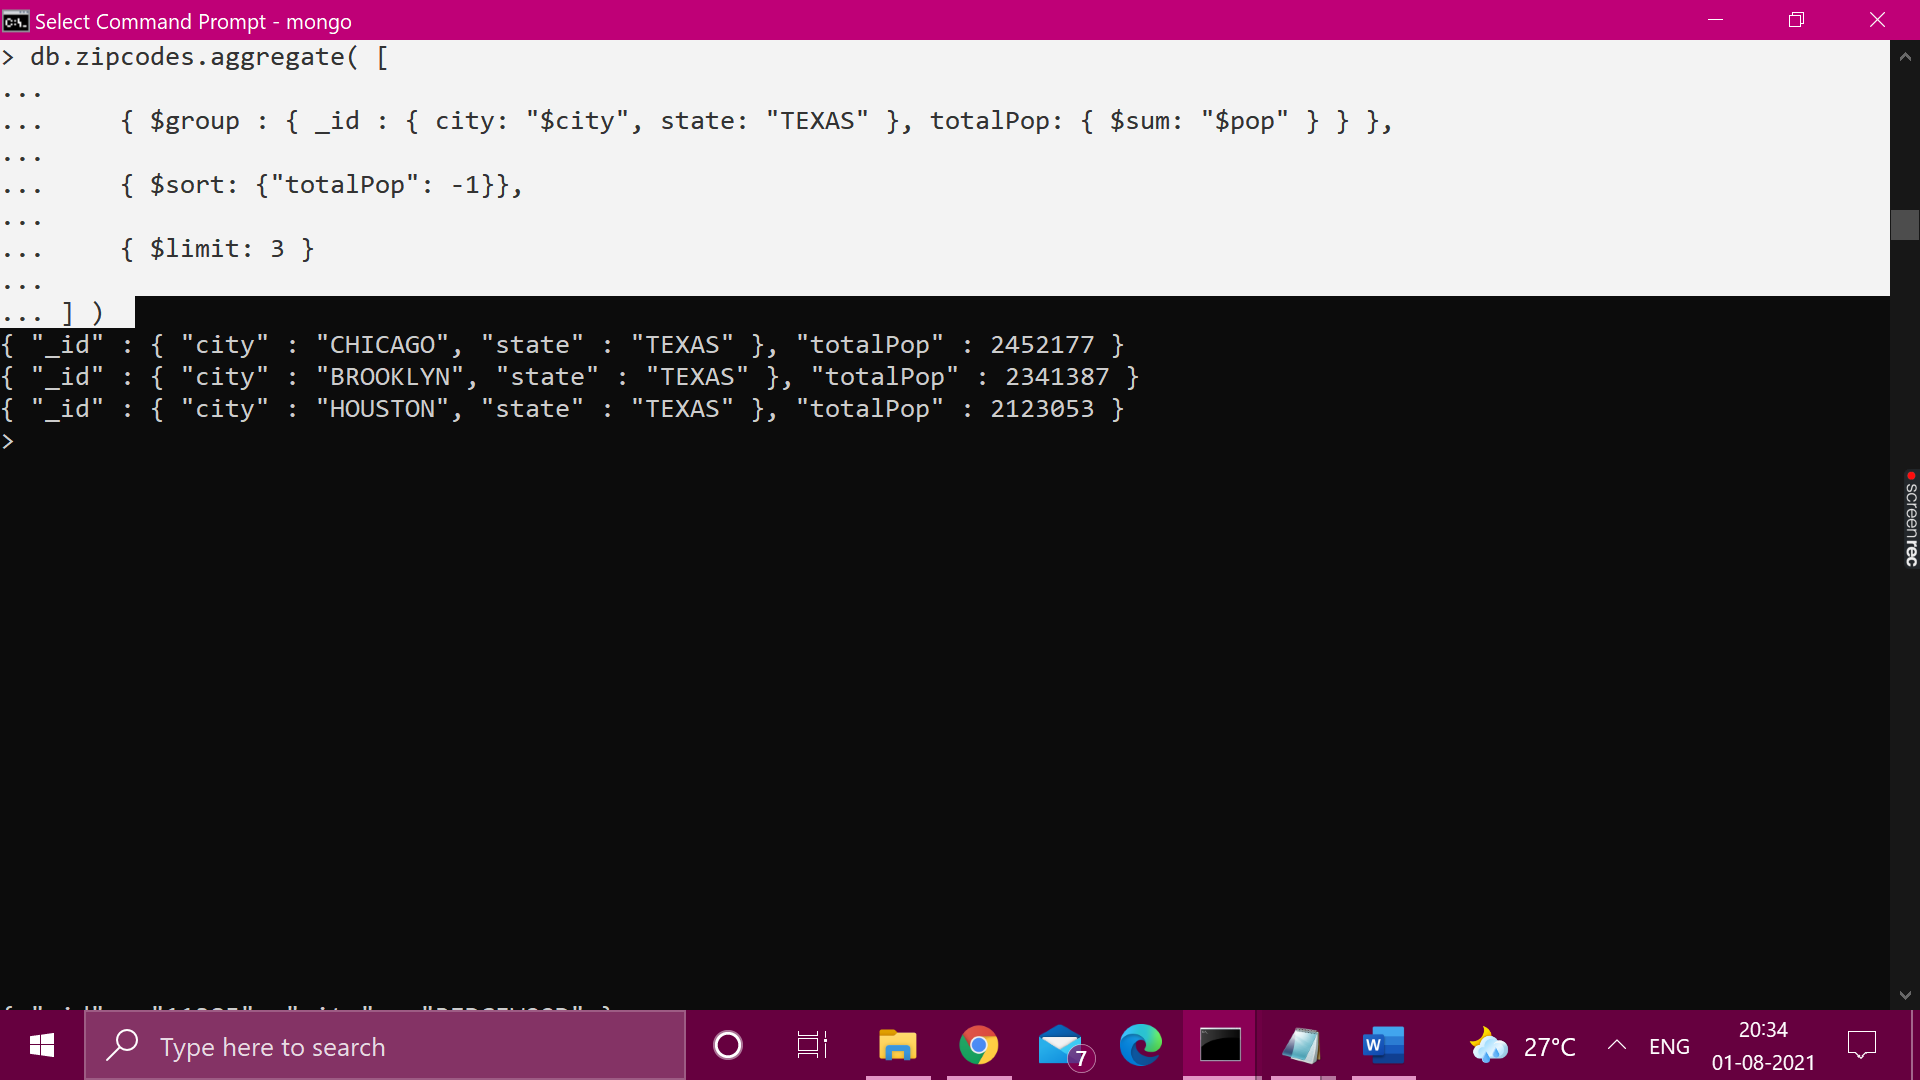 Select Command Prompt - mongo
> db.zipcodes.aggregate( [
...
...     { $group : { _id : { city: "$city", state: "TEXAS" }, totalPop: { $sum: "$pop" } } },
...
...     { $sort: {"totalPop": -1}},
...
...     { $limit: 3 }
...
... ] )
{ "_id" : { "city" : "CHICAGO", "state" : "TEXAS" }, "totalPop" : 2452177 }
{ "_id" : { "city" : "BROOKLYN", "state" : "TEXAS" }, "totalPop" : 2341387 }
{ "_id" : { "city" : "HOUSTON", "state" : "TEXAS" }, "totalPop" : 2123053 }
>
screenrec
Type here to search
7
27°C
ENG
20:34
01-08-2021